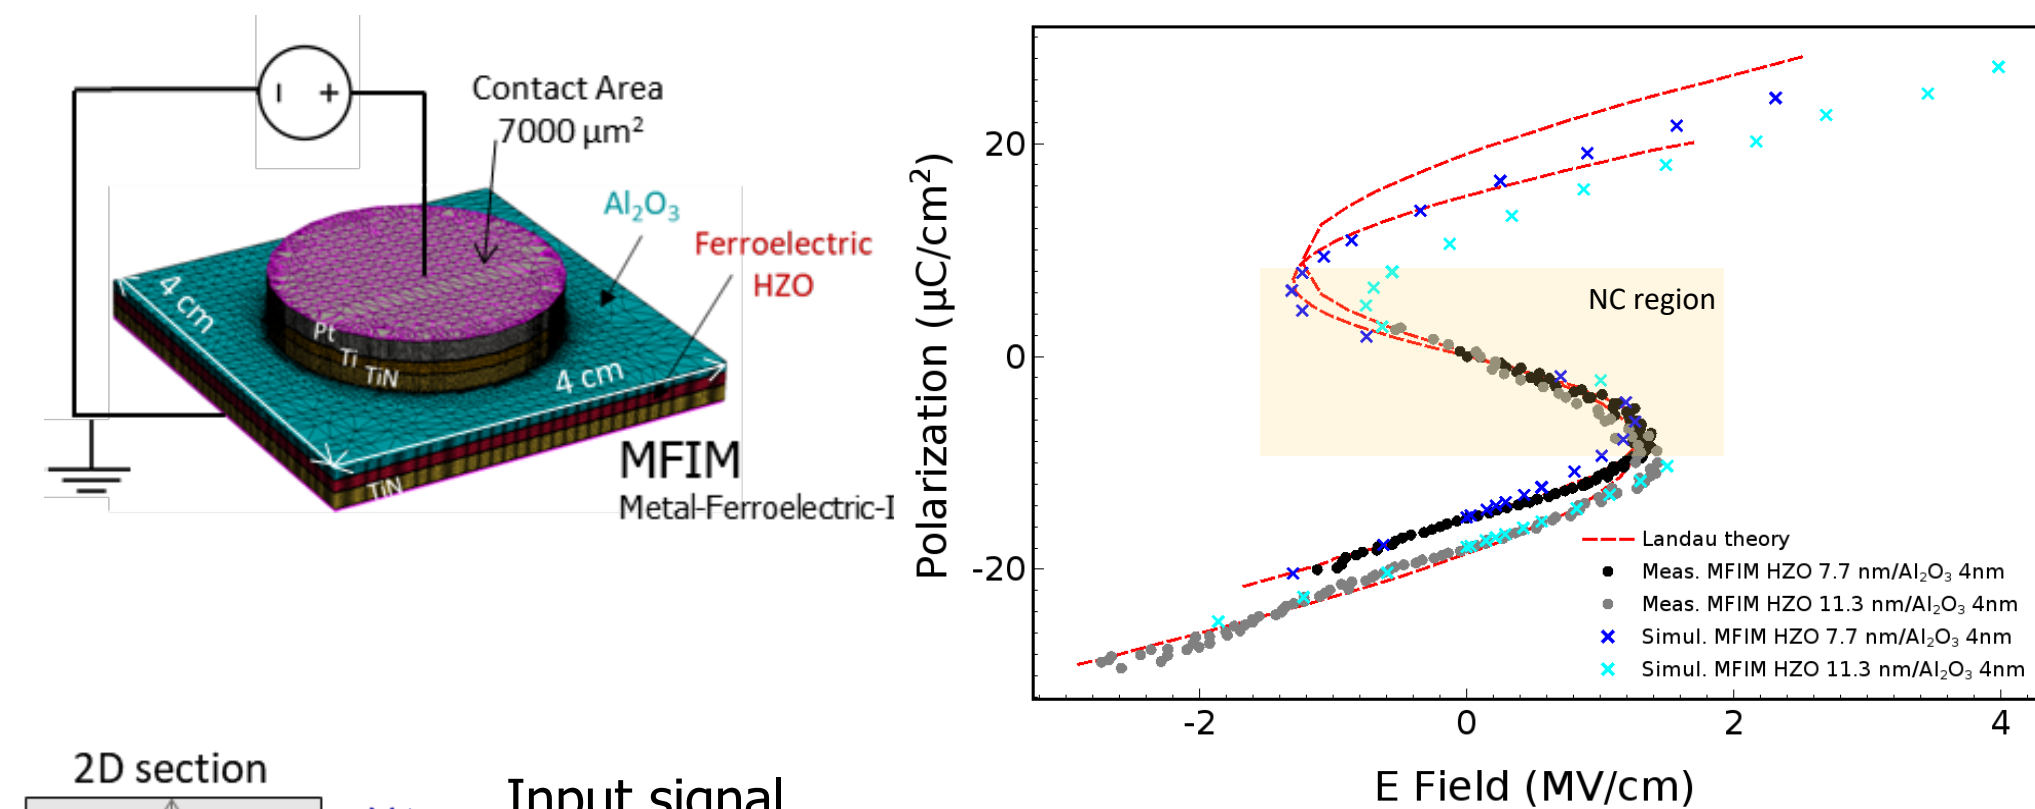 I +
Contact Area
7000 µm²
Al₂O₃
Ferroelectric
HZO
4 cm
Pt
Ti
TiN
4 cm
TiN
MFIM
Metal-Ferroelectric-I
2D section
Input signal
Polarization (µC/cm²)
20
0
-20
NC region
Landau theory
Meas. MFIM HZO 7.7 nm/Al₂O₃ 4nm
Meas. MFIM HZO 11.3 nm/Al₂O₃ 4nm
Simul. MFIM HZO 7.7 nm/Al₂O₃ 4nm
Simul. MFIM HZO 11.3 nm/Al₂O₃ 4nm
-2 0 2 4
E Field (MV/cm)